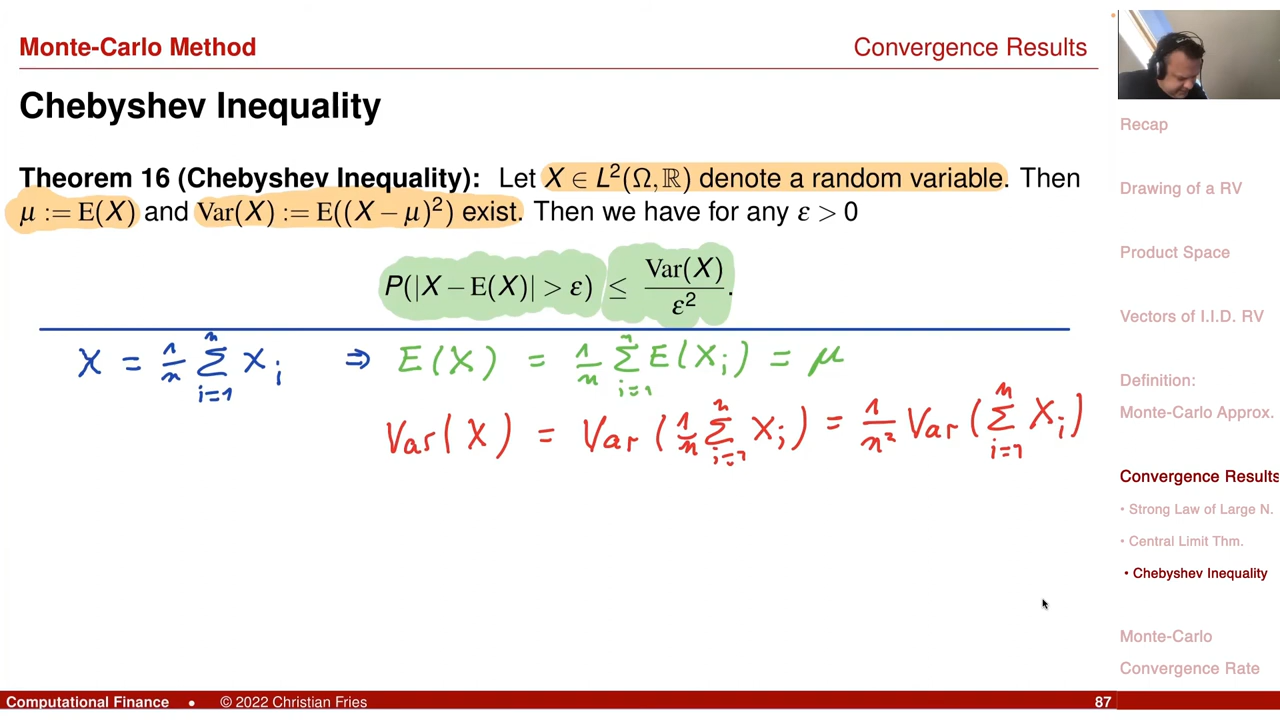 Monte-Carlo Method
Convergence Results
Chebyshev Inequality
Theorem 16 (Chebyshev Inequality): Let X ∈ L²(Ω,ℝ) denote a random variable. Then
μ := E(X) and Var(X) := E((X − μ)²) exist. Then we have for any ε > 0
P(|X − E(X)| > ε) ≤ Var(X)/ε².
X = 1/n ∑_{i=1}^{n} X_i ⇒ E(X) = 1/n ∑_{i=1}^{n} E(X_i) = μ
Var(X) = Var(1/n ∑_{i=1}^{n} X_i) = 1/n² Var(∑_{i=1}^{n} X_i)
Recap
Drawing of a RV
Product Space
Vectors of I.I.D. RV
Definition:
Monte-Carlo Approx.
Convergence Results
• Strong Law of Large N.
• Central Limit Thm.
• Chebyshev Inequality
Monte-Carlo
Convergence Rate
Computational Finance • © 2022 Christian Fries
87